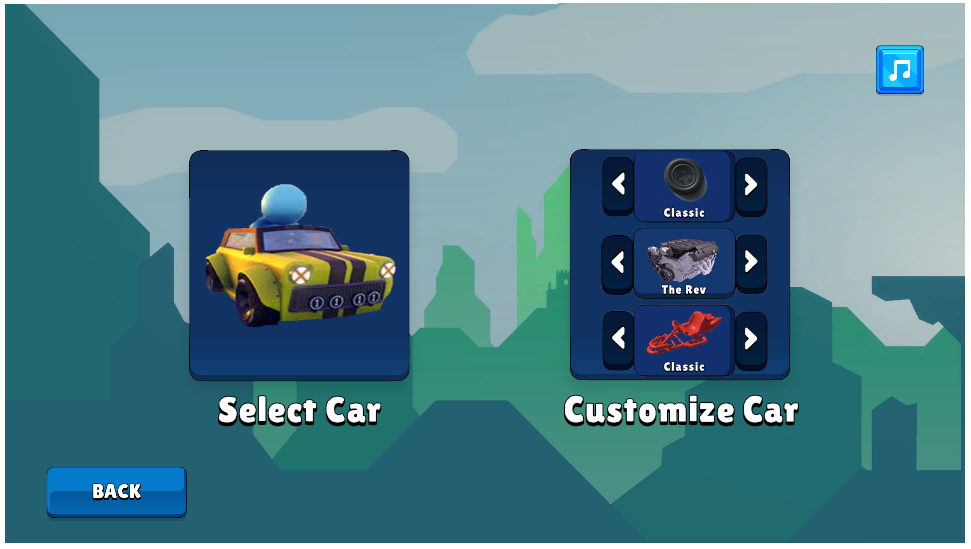 Classic
The Rev
Classic
Select Car
Customize Car
BACK